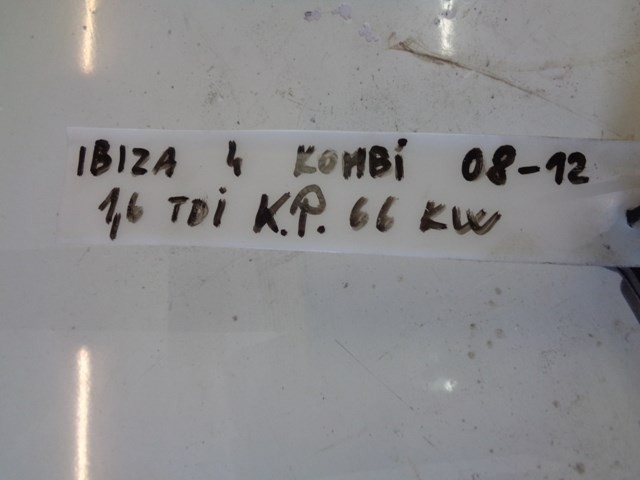 IBIZA 4 KOMBi 08-12
1,6 TDi K.P. 66 KW